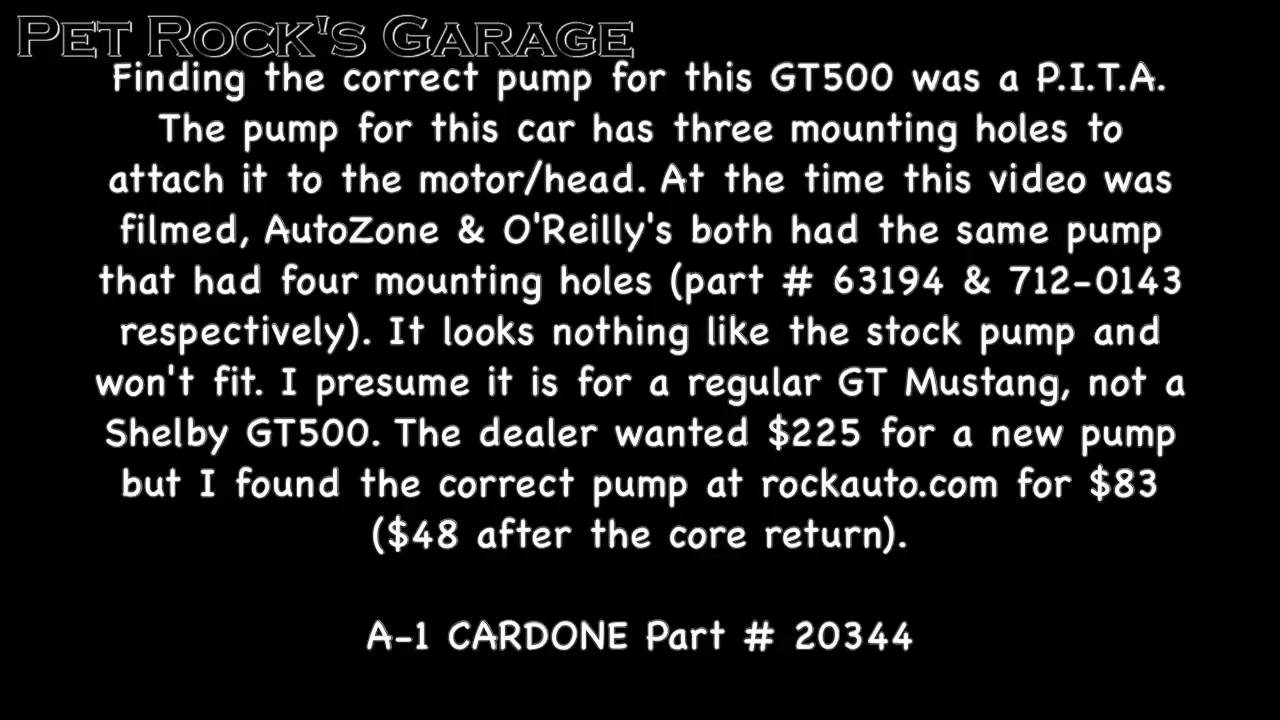 PET ROCK'S GARAGE
Finding the correct pump for this GT500 was a P.I.T.A.
The pump for this car has three mounting holes to
attach it to the motor/head. At the time this video was
filmed, AutoZone & O'Reilly's both had the same pump
that had four mounting holes (part # 63194 & 712-0143
respectively). It looks nothing like the stock pump and
won't fit. I presume it is for a regular GT Mustang, not a
Shelby GT500. The dealer wanted $225 for a new pump
but I found the correct pump at rockauto.com for $83
($48 after the core return).
A-1 CARDONE Part # 20344